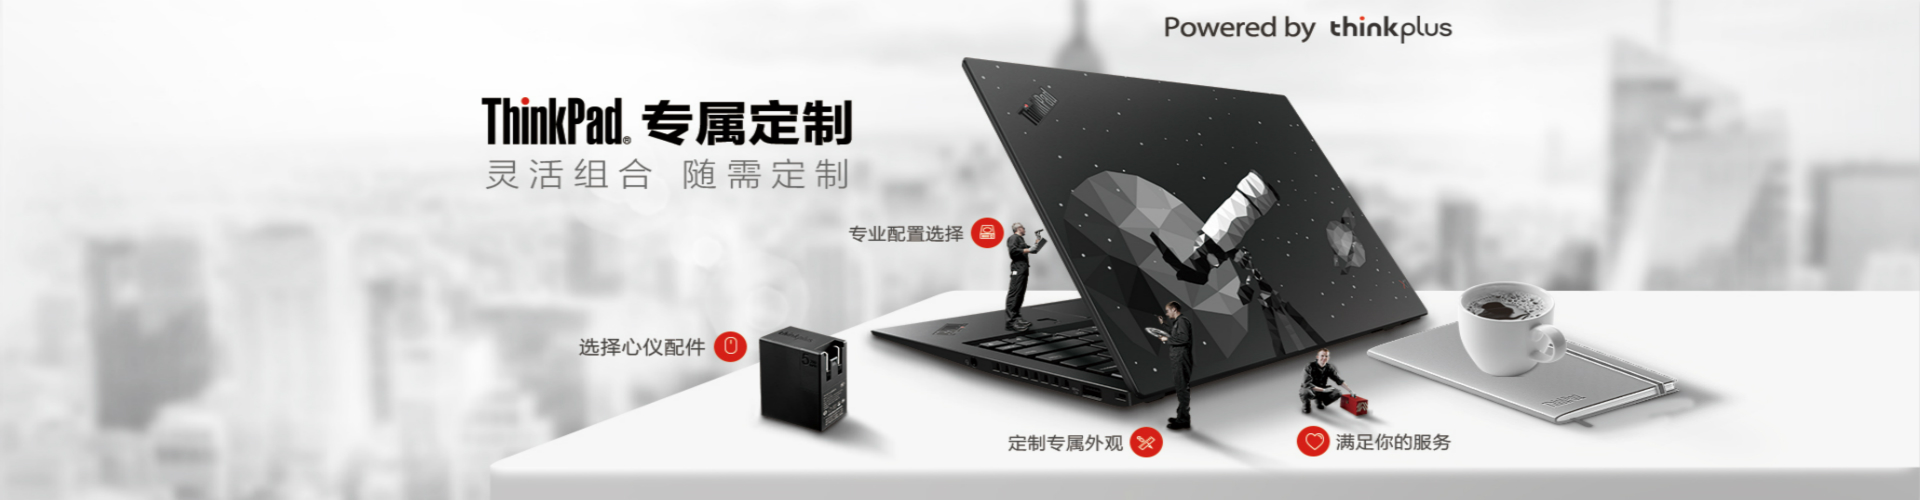 Powered by thinkplus
ThinkPad® 专属定制
灵活组合 随需定制
ThinkPad
专业配置选择
选择心仪配件
定制专属外观
满足你的服务
ThinkPad